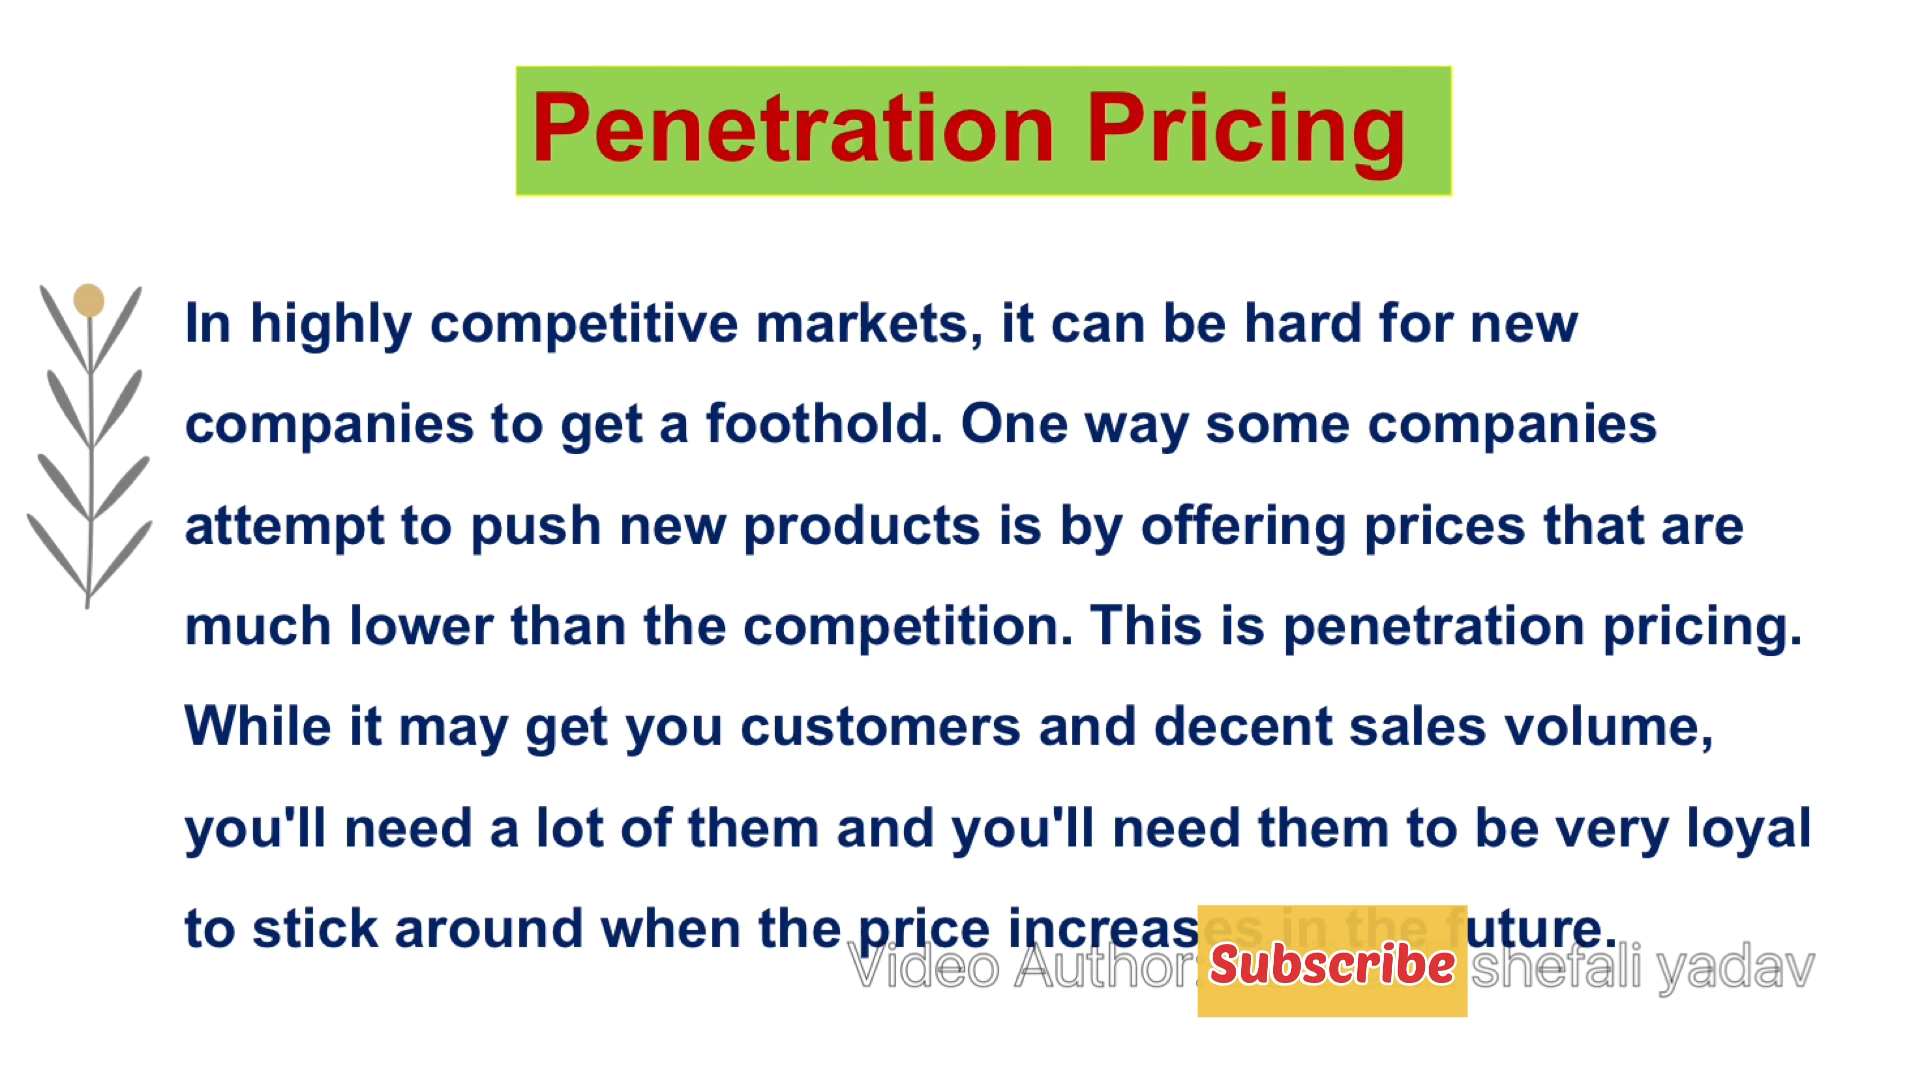 Penetration Pricing
In highly competitive markets, it can be hard for new
companies to get a foothold. One way some companies
attempt to push new products is by offering prices that are
much lower than the competition. This is penetration pricing.
While it may get you customers and decent sales volume,
you'll need a lot of them and you'll need them to be very loyal
to stick around when the price increases in the future.
Video Author: shefali yadav
Subscribe